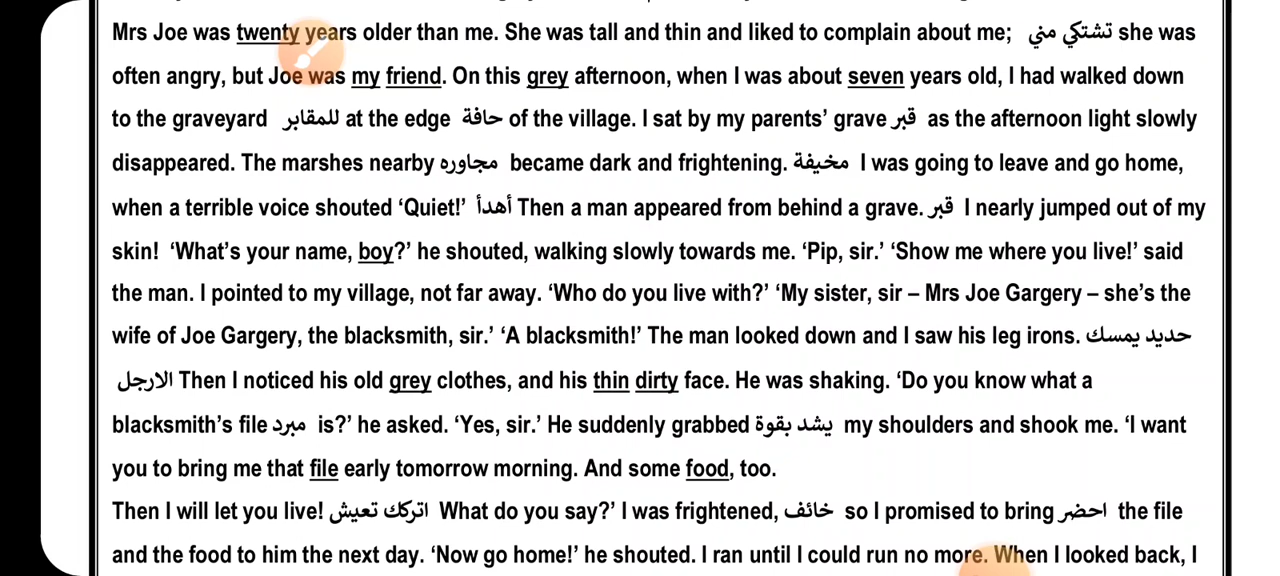 Mrs Joe was twenty years older than me. She was tall and thin and liked to complain about me; تشتكي مني she was
often angry, but Joe was my friend. On this grey afternoon, when I was about seven years old, I had walked down
to the graveyard للمقابر at the edge حافة of the village. I sat by my parents’ grave قبر as the afternoon light slowly
disappeared. The marshes nearby مجاوره became dark and frightening. مخيفة I was going to leave and go home,
when a terrible voice shouted ‘Quiet!’ أهدأ Then a man appeared from behind a grave. قبر I nearly jumped out of my
skin! ‘What’s your name, boy?’ he shouted, walking slowly towards me. ‘Pip, sir.’ ‘Show me where you live!’ said
the man. I pointed to my village, not far away. ‘Who do you live with?’ ‘My sister, sir – Mrs Joe Gargery – she’s the
wife of Joe Gargery, the blacksmith, sir.’ ‘A blacksmith!’ The man looked down and I saw his leg irons. حديد يمسك
الارجل Then I noticed his old grey clothes, and his thin dirty face. He was shaking. ‘Do you know what a
blacksmith’s file مبرد is?’ he asked. ‘Yes, sir.’ He suddenly grabbed يشد بقوة my shoulders and shook me. ‘I want
you to bring me that file early tomorrow morning. And some food, too.
Then I will let you live! اتركك تعيش What do you say?’ I was frightened, خائف so I promised to bring احضر the file
and the food to him the next day. ‘Now go home!’ he shouted. I ran until I could run no more. When I looked back, I